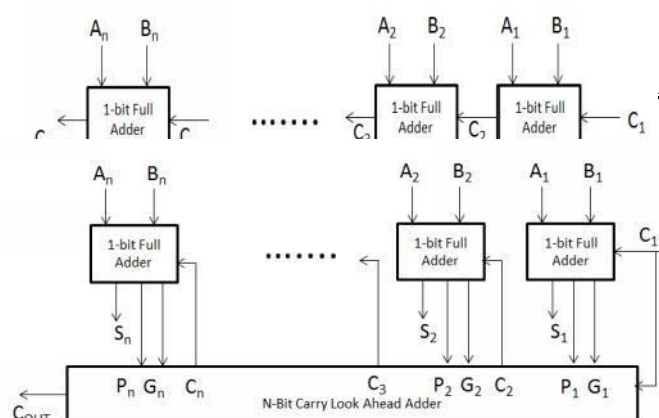 Aₙ Bₙ A₂ B₂ A₁ B₁
1-bit Full Adder
1-bit Full Adder
1-bit Full Adder
C₃ C₂ C₁
Aₙ Bₙ A₂ B₂ A₁ B₁
1-bit Full Adder
1-bit Full Adder
1-bit Full Adder
C₁
Sₙ S₂ S₁
Pₙ Gₙ Cₙ C₃ P₂ G₂ C₂ P₁ G₁
N-Bit Carry Look Ahead Adder
C_OUT